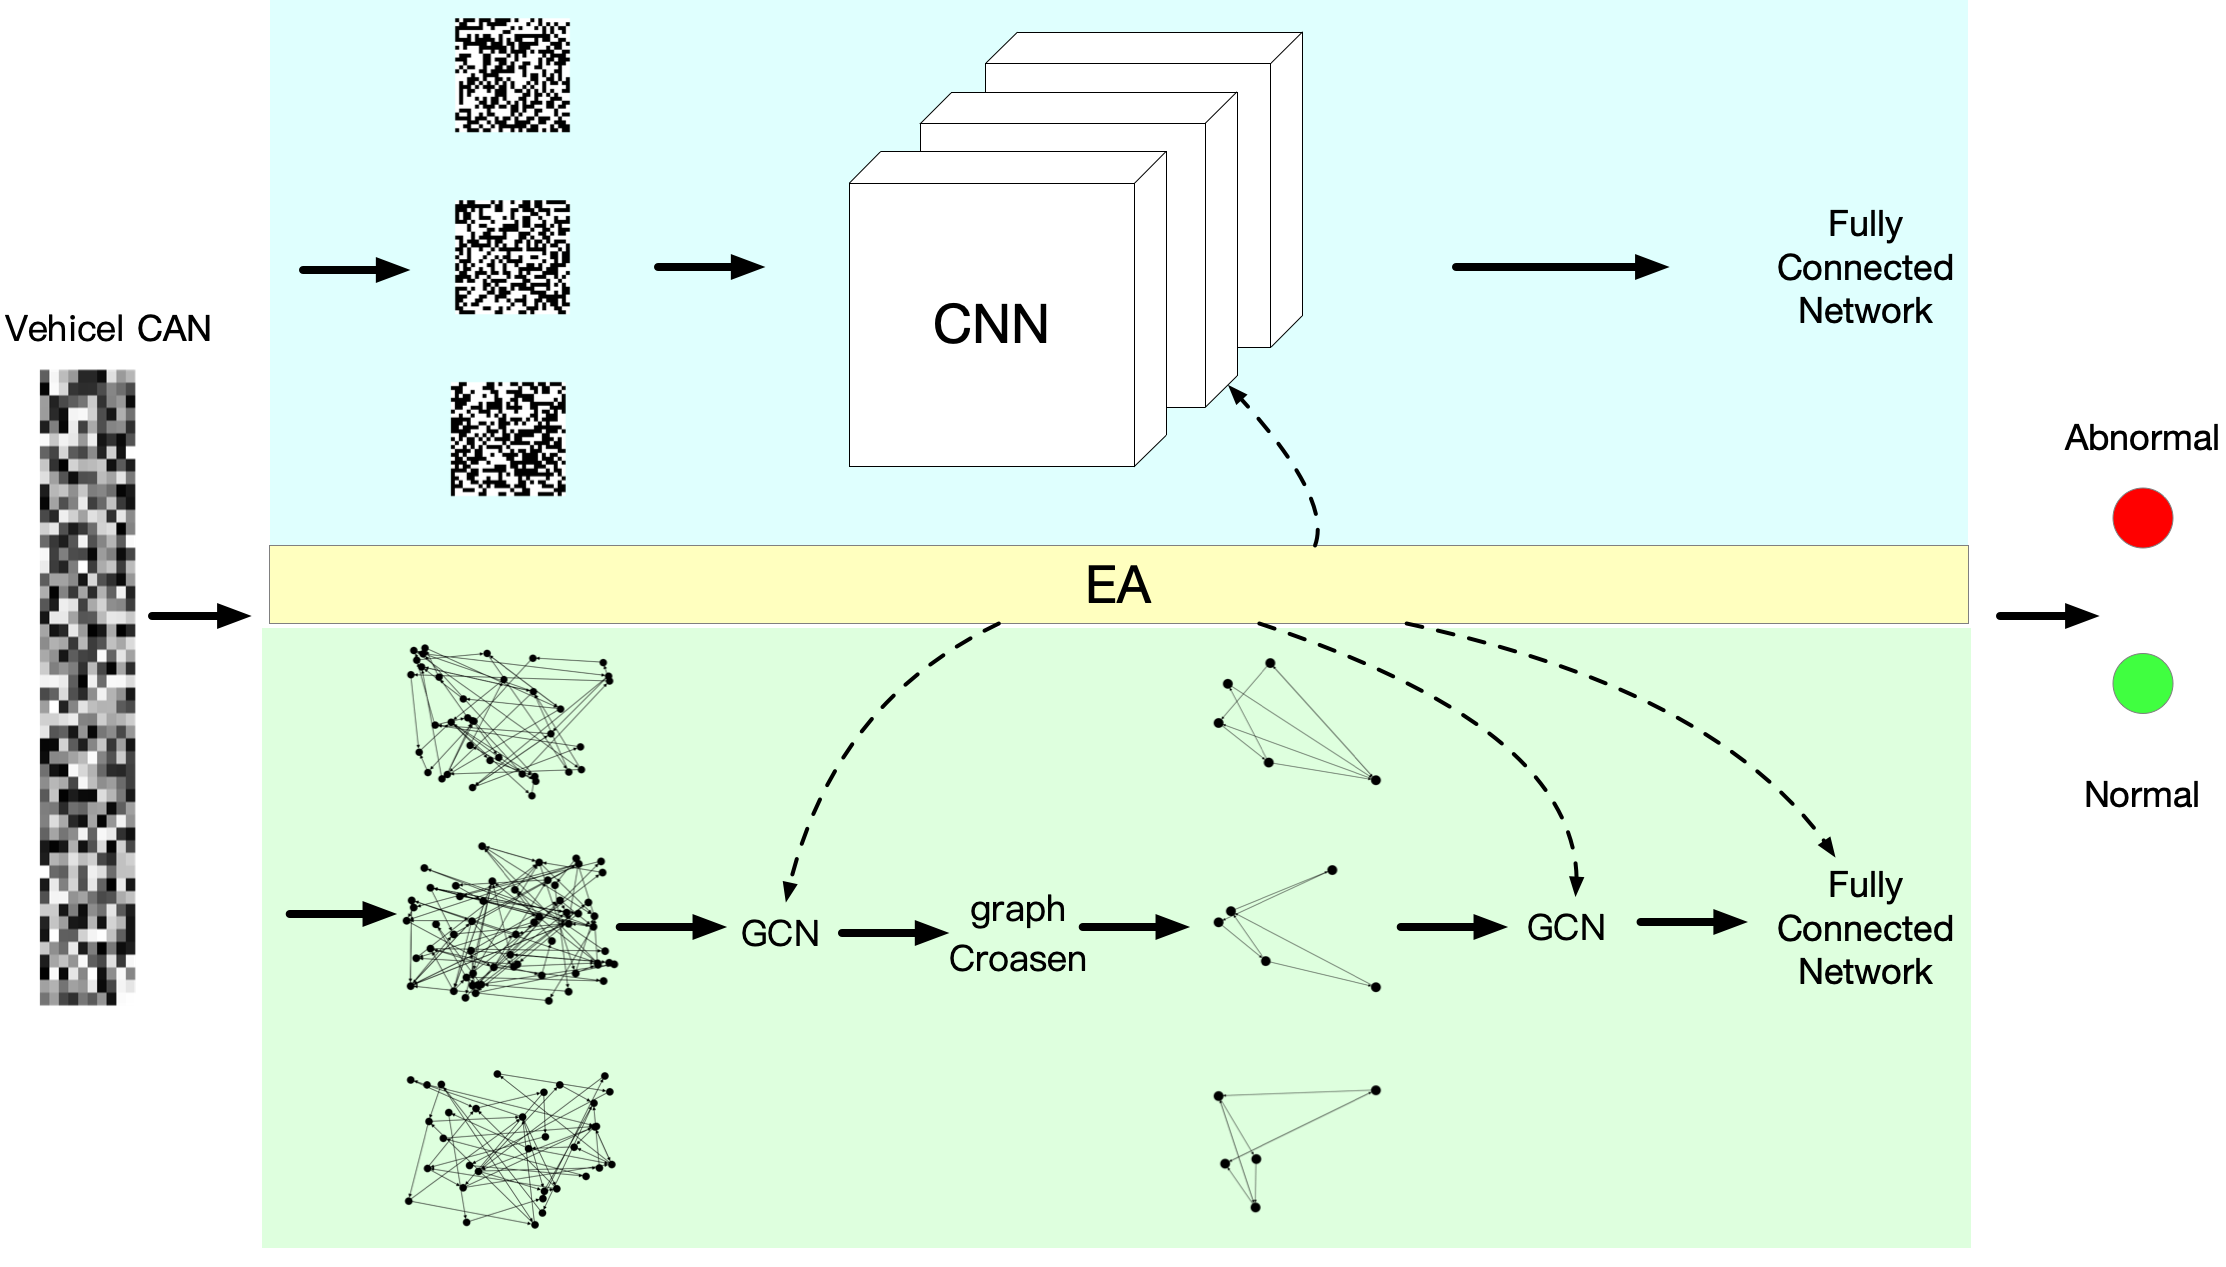 Vehicel CAN
CNN
Fully
Connected
Network
EA
GCN
graph
Croasen
GCN
Fully
Connected
Network
Abnormal
Normal